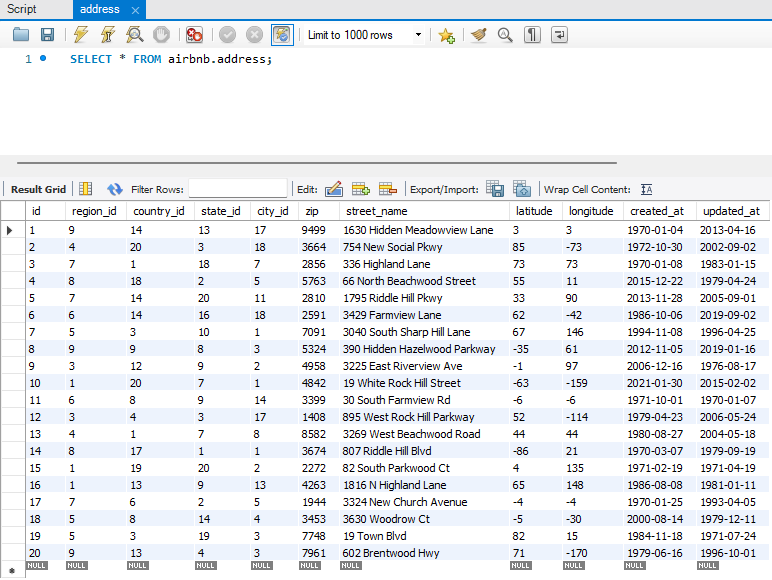 Script address ×
Limit to 1000 rows
1 SELECT * FROM airbnb.address;
Result Grid Filter Rows: Edit: Export/Import: Wrap Cell Content: IA
id region_id country_id state_id city_id zip street_name latitude longitude created_at updated_at
1 9 14 13 17 9499 1630 Hidden Meadowview Lane 3 3 1970-01-04 2013-04-16
2 4 20 3 18 3664 754 New Social Pkwy 85 -73 1972-10-30 2002-09-02
3 7 1 18 7 2856 336 Highland Lane 73 73 1970-01-08 1983-01-15
4 8 18 2 5 5763 66 North Beachwood Street 55 11 2015-12-22 1979-04-24
5 7 14 20 11 2810 1795 Riddle Hill Pkwy 33 90 2013-11-28 2005-09-01
6 6 14 16 18 2591 3429 Farmview Lane 62 -42 1986-10-06 2019-09-02
7 5 3 10 1 7091 3040 South Sharp Hill Lane 67 146 1994-11-08 1996-04-25
8 9 9 8 3 5324 390 Hidden Hazelwood Parkway -35 61 2012-11-05 2019-01-16
9 3 12 9 2 4958 3225 East Riverview Ave -1 97 2006-12-16 1976-08-17
10 1 20 7 1 4842 19 White Rock Hill Street -63 -159 2021-01-30 2015-02-02
11 6 8 9 14 3399 30 South Farmview Rd -6 -6 1971-10-01 1970-01-07
12 3 4 3 17 1408 895 West Rock Hill Parkway 52 -114 1979-04-23 2006-05-24
13 4 1 7 8 8582 3269 West Beachwood Road 44 44 1980-08-27 2004-05-18
14 8 17 1 1 3674 807 Riddle Hill Blvd -86 21 1970-03-07 1979-09-19
15 1 19 20 2 2272 82 South Parkwood Ct 4 135 1971-02-19 1971-04-19
16 1 13 9 13 4263 1816 N Highland Lane 65 148 1986-08-08 1981-01-11
17 7 6 2 5 1944 3324 New Church Avenue -4 -4 1970-01-25 1993-04-05
18 5 8 14 4 3453 3630 Woodrow Ct -5 -30 2000-08-14 1979-12-11
19 5 3 19 3 7748 19 Town Blvd 82 15 1984-11-18 1971-07-24
20 9 13 4 3 7961 602 Brentwood Hwy 71 -170 1979-06-16 1996-10-01
NULL NULL NULL NULL NULL NULL NULL NULL NULL NULL NULL